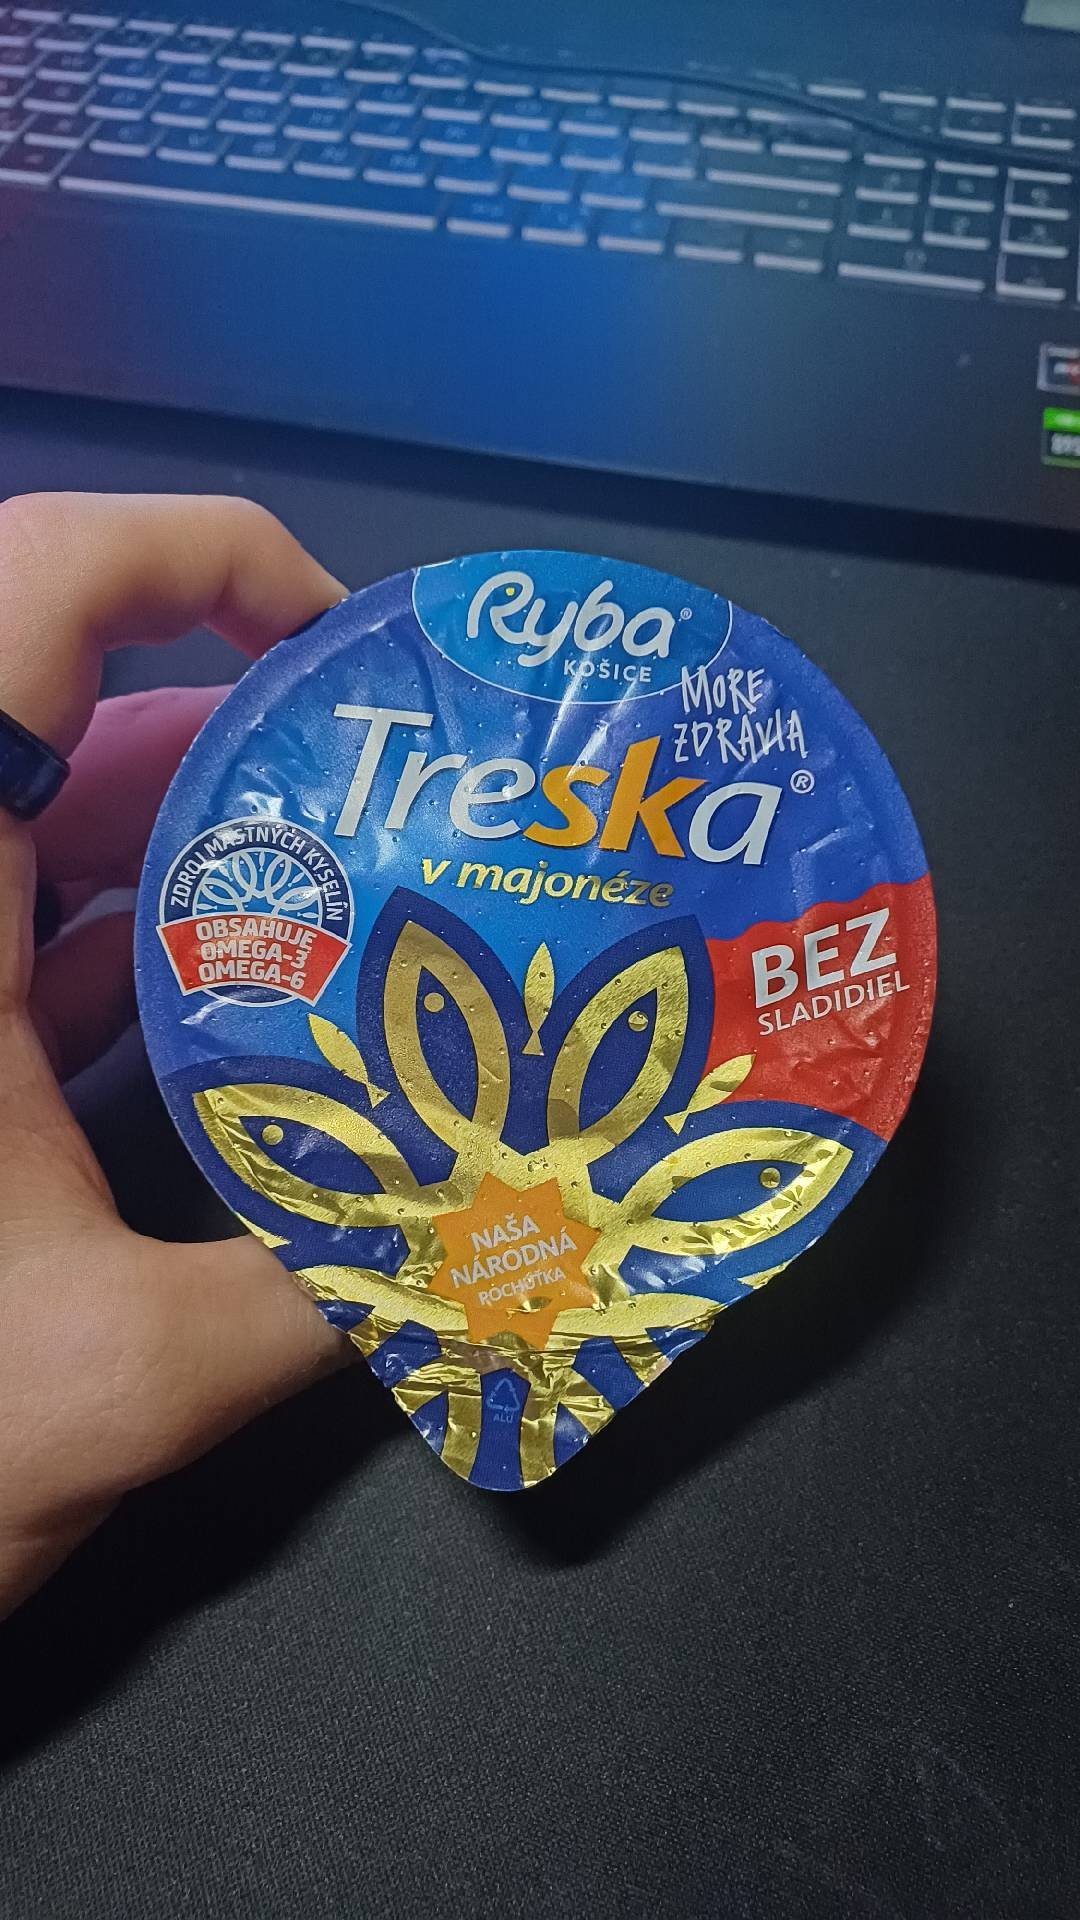 Ryba®
KOŠICE
MORE
ZDRAVIA
Treska®
v majonéze
ZDROJ MASTNÝCH KYSELÍN
OBSAHUJE
OMEGA-3
OMEGA-6
BEZ
SLADIDIEL
NAŠA
NÁRODNÁ
POCHÚŤKA
ALU